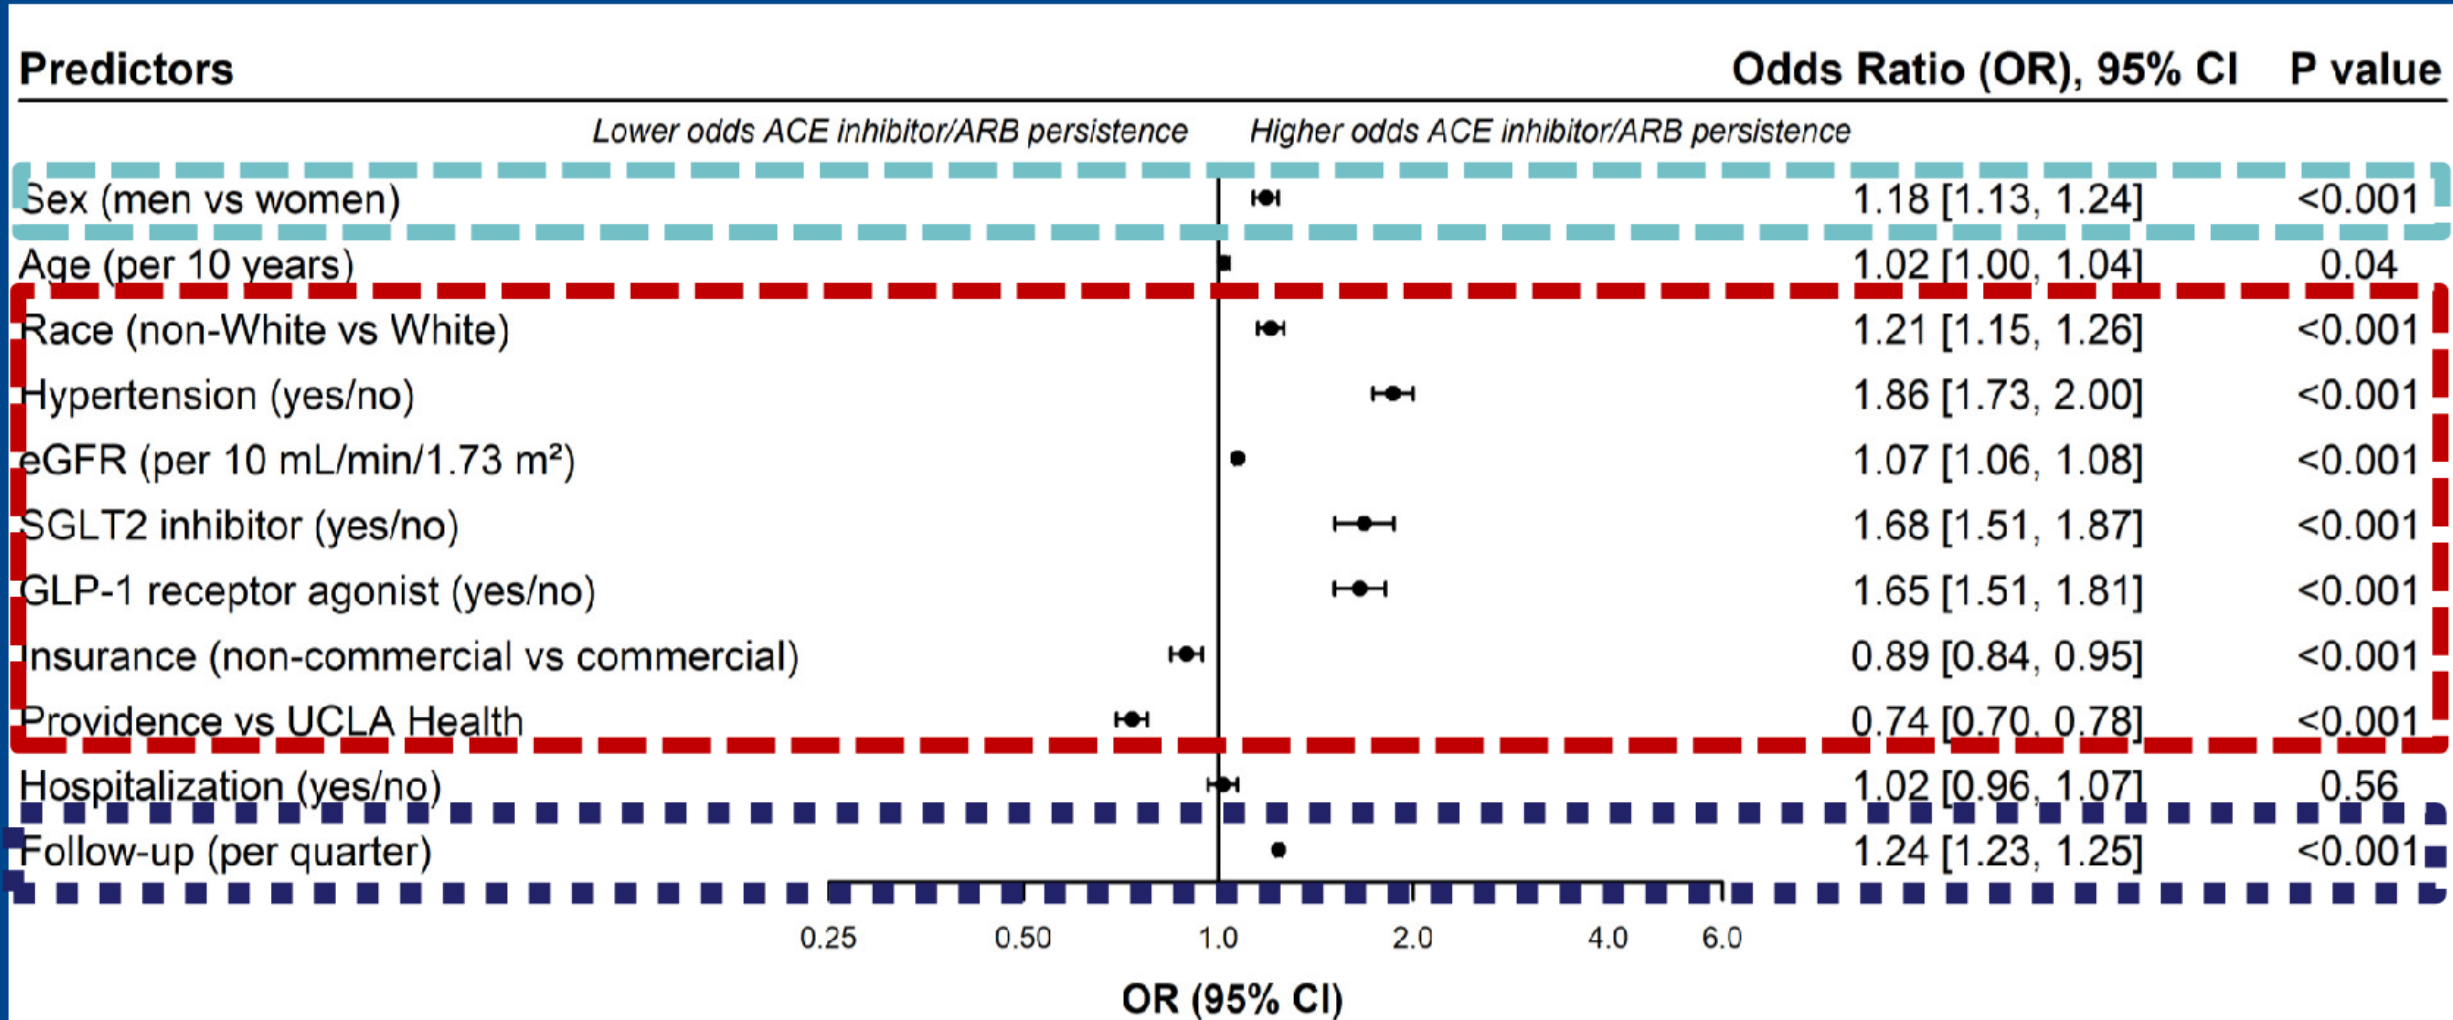 Predictors Odds Ratio (OR), 95% CI P value
Lower odds ACE inhibitor/ARB persistence Higher odds ACE inhibitor/ARB persistence
Sex (men vs women) 1.18 [1.13, 1.24] <0.001
Age (per 10 years) 1.02 [1.00, 1.04] 0.04
Race (non-White vs White) 1.21 [1.15, 1.26] <0.001
Hypertension (yes/no) 1.86 [1.73, 2.00] <0.001
eGFR (per 10 mL/min/1.73 m²) 1.07 [1.06, 1.08] <0.001
SGLT2 inhibitor (yes/no) 1.68 [1.51, 1.87] <0.001
GLP-1 receptor agonist (yes/no) 1.65 [1.51, 1.81] <0.001
Insurance (non-commercial vs commercial) 0.89 [0.84, 0.95] <0.001
Providence vs UCLA Health 0.74 [0.70, 0.78] <0.001
Hospitalization (yes/no) 1.02 [0.96, 1.07] 0.56
Follow-up (per quarter) 1.24 [1.23, 1.25] <0.001
0.25 0.50 1.0 2.0 4.0 6.0
OR (95% CI)